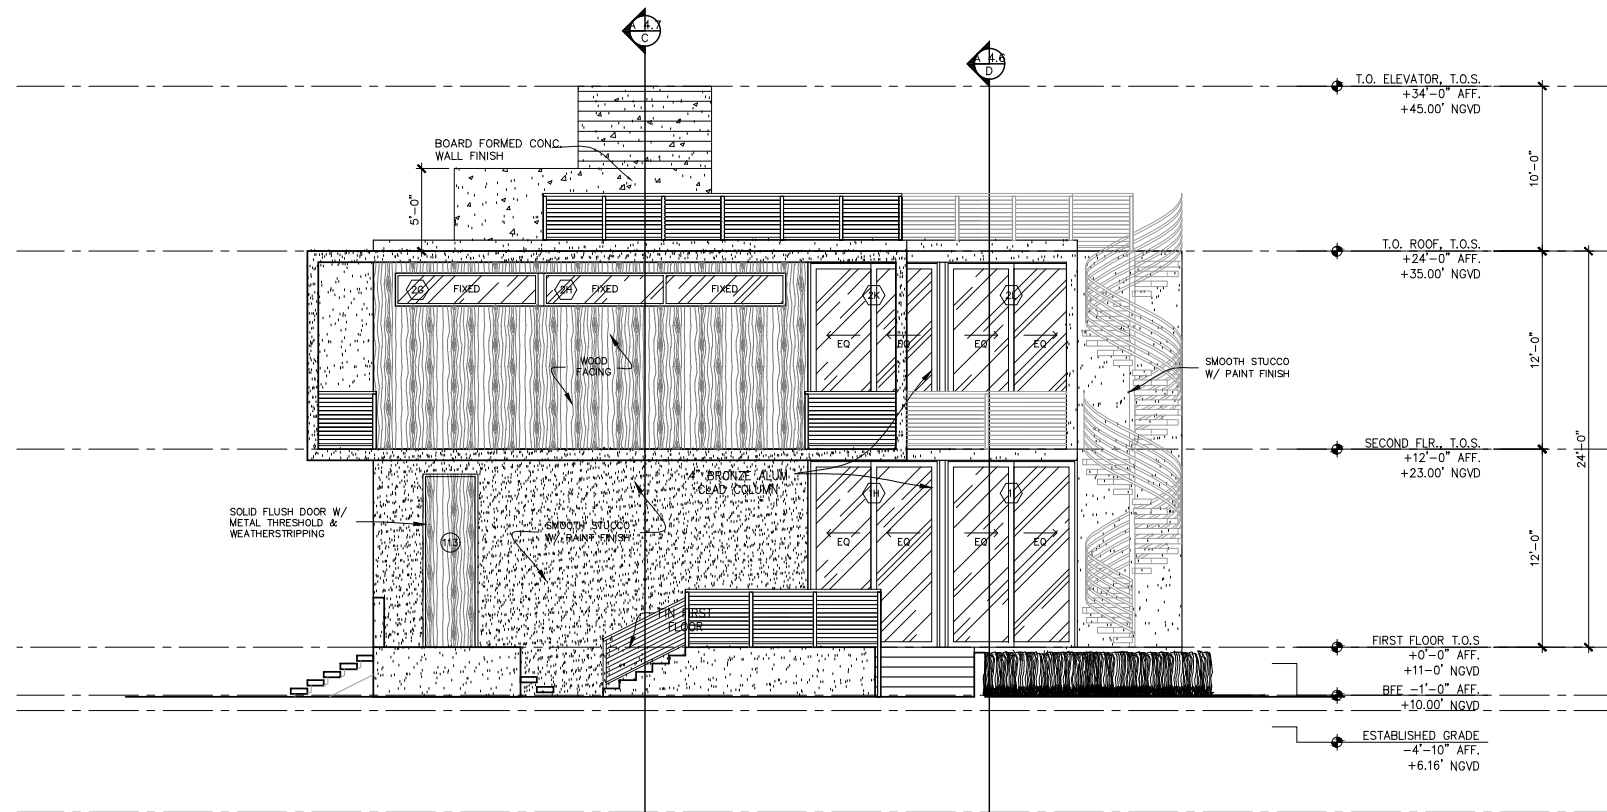 A 4.7
C
A 4.6
D
T.O. ELEVATOR, T.O.S.
+34'-0" AFF.
+45.00' NGVD
BOARD FORMED CONC.
WALL FINISH
10'-0"
5'-0"
T.O. ROOF, T.O.S.
+24'-0" AFF.
+35.00' NGVD
2G
FIXED
2H
FIXED
FIXED
2K
2L
EQ
EQ
EQ
EQ
WOOD
FACING
SMOOTH STUCCO
W/ PAINT FINISH
12'-0"
SECOND FLR., T.O.S.
+12'-0" AFF.
+23.00' NGVD
24'-0"
4" BRONZE ALUM
CLAD COLUMN
1H
SOLID FLUSH DOOR W/
METAL THRESHOLD &
WEATHERSTRIPPING
SMOOTH STUCCO
W/ PAINT FINISH
113
EQ
EQ
EQ
EQ
12'-0"
FIRST
FLOOR
FIRST FLOOR T.O.S
+0'-0" AFF.
+11-0' NGVD
BFE -1'-0" AFF.
+10.00' NGVD
ESTABLISHED GRADE
-4'-10" AFF.
+6.16' NGVD